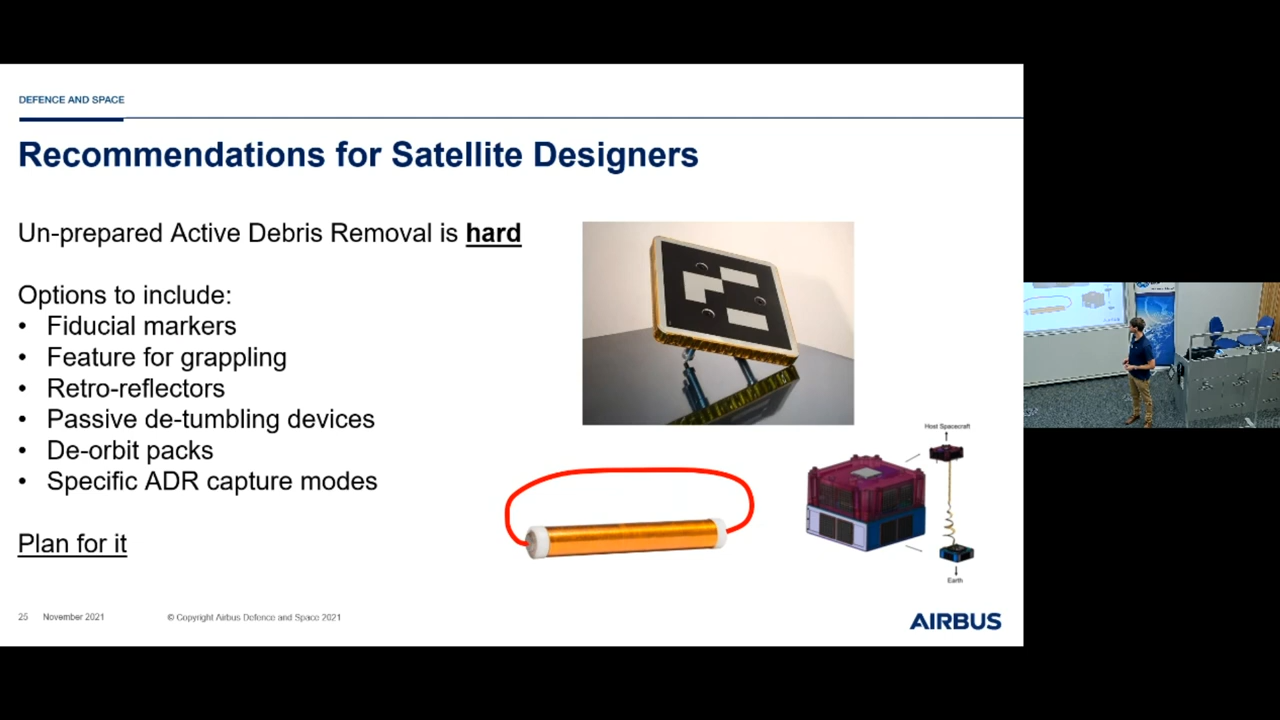 DEFENCE AND SPACE
Recommendations for Satellite Designers
Un-prepared Active Debris Removal is hard
Options to include:
• Fiducial markers
• Feature for grappling
• Retro-reflectors
• Passive de-tumbling devices
• De-orbit packs
• Specific ADR capture modes
Plan for it
Host Spacecraft
Earth
25 November 2021 © Copyright Airbus Defence and Space 2021
AIRBUS